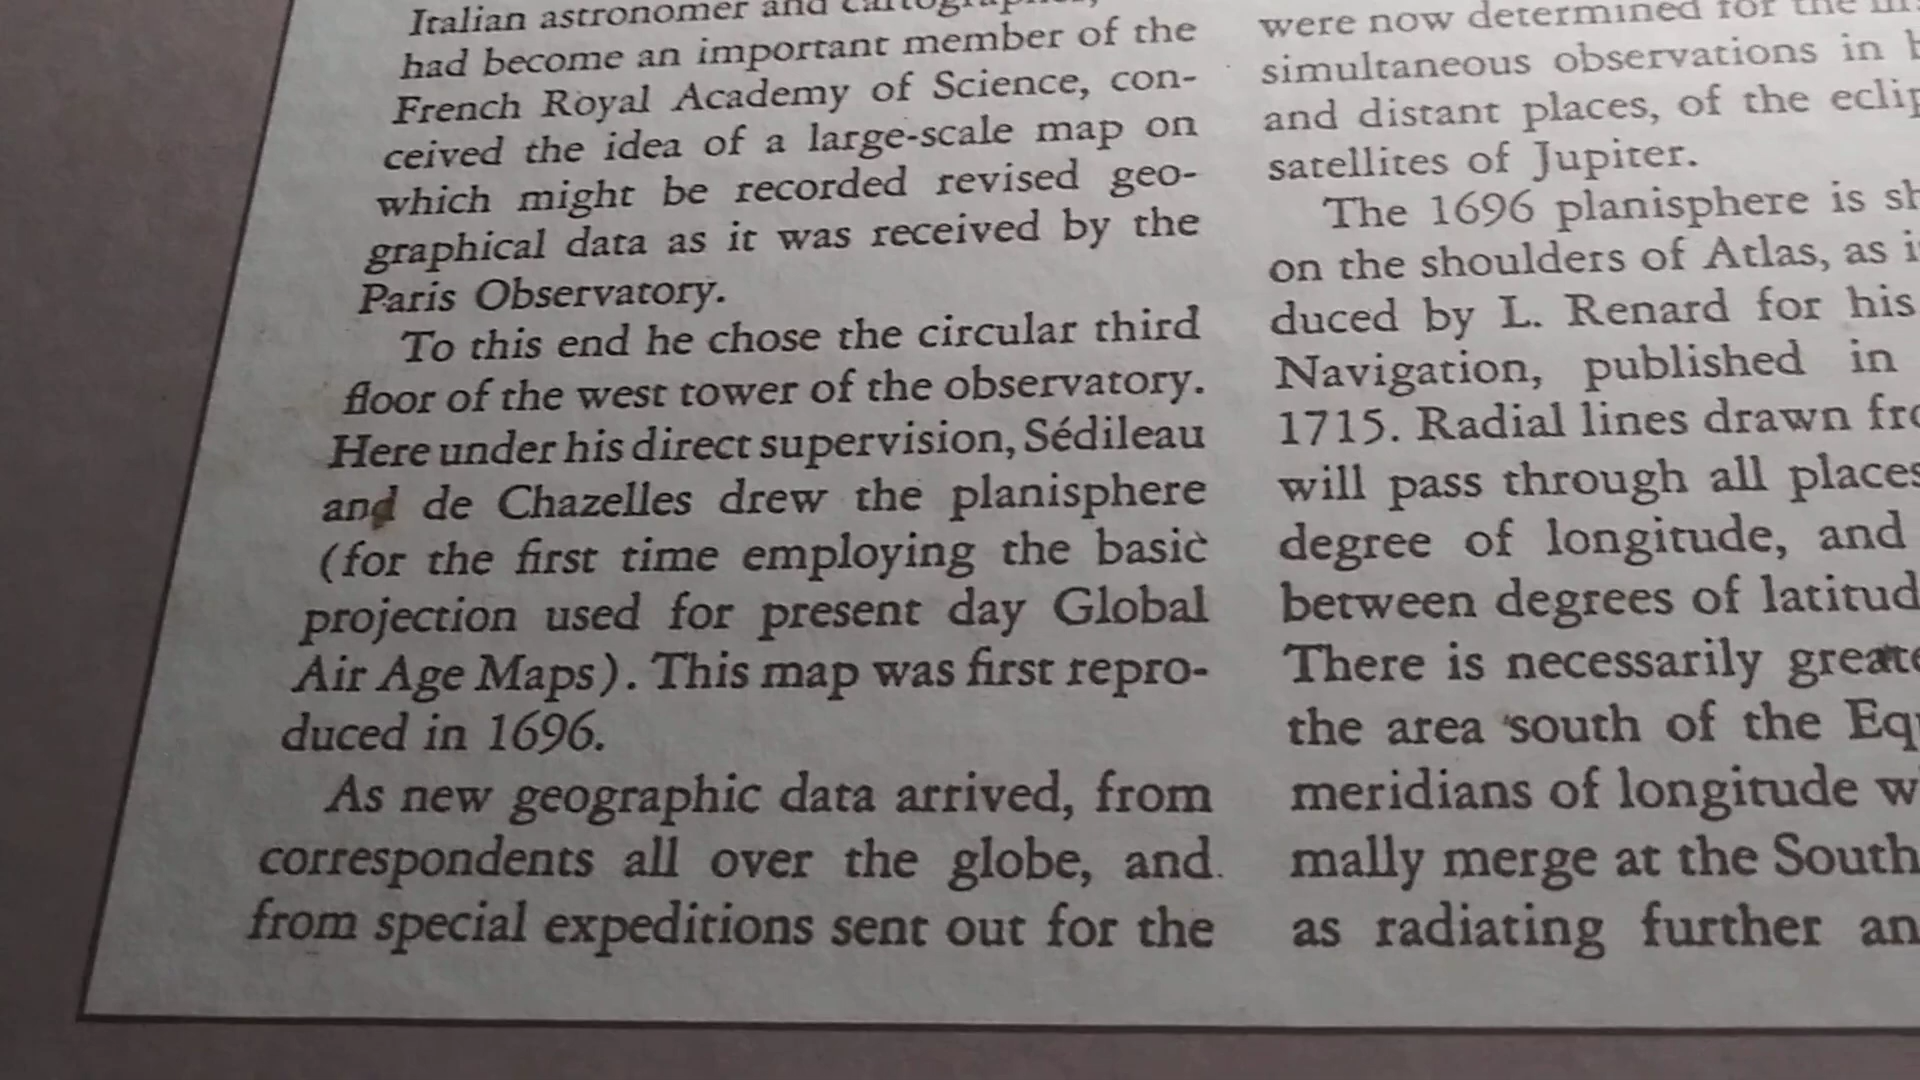 Italian astronomer and
had become an important member of the
French Royal Academy of Science, con-
ceived the idea of a large-scale map on
which might be recorded revised geo-
graphical data as it was received by the
Paris Observatory.
To this end he chose the circular third
floor of the west tower of the observatory.
Here under his direct supervision, Sédileau
and de Chazelles drew the planisphere
(for the first time employing the basic
projection used for present day Global
Air Age Maps). This map was first repro-
duced in 1696.
As new geographic data arrived, from
correspondents all over the globe, and
from special expeditions sent out for the
were now determined for the
simultaneous observations in
and distant places, of the
satellites of Jupiter.
The 1696 planisphere is
on the shoulders of Atlas, as
duced by L. Renard for his
Navigation, published in
1715. Radial lines drawn
will pass through all places
degree of longitude, and
between degrees of
There is necessarily
the area south of the
meridians of longitude
mally merge at the South
as radiating further